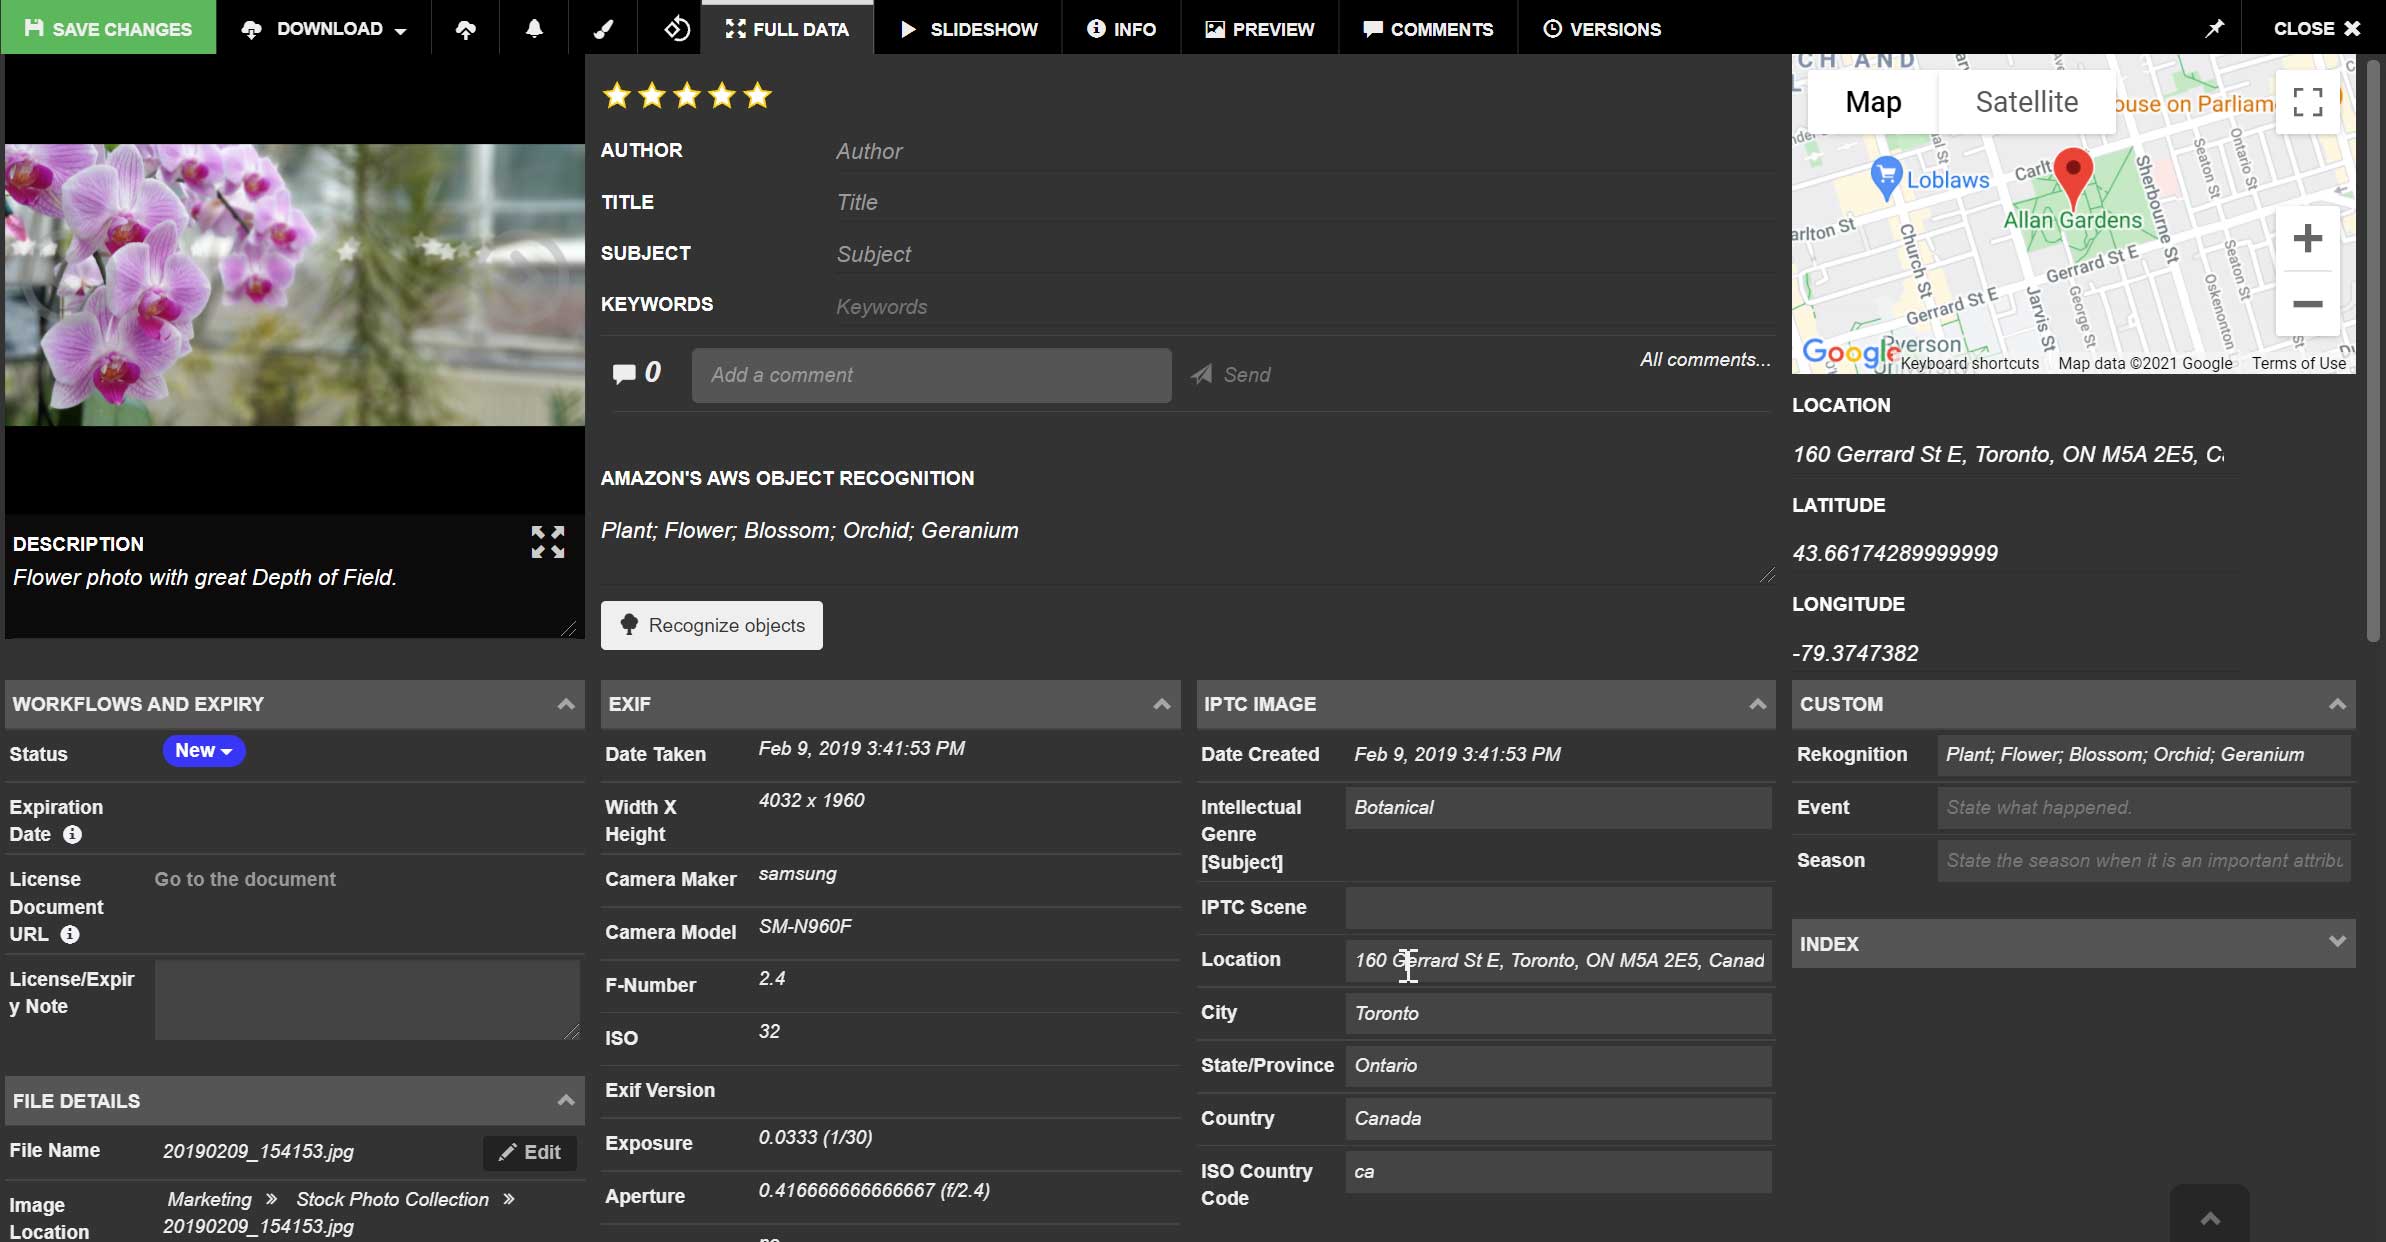 SAVE CHANGES
DOWNLOAD
FULL DATA
SLIDESHOW
INFO
PREVIEW
COMMENTS
VERSIONS
CLOSE
AUTHOR
Author
TITLE
Title
SUBJECT
Subject
KEYWORDS
Keywords
0
Add a comment
Send
All comments...
AMAZON'S AWS OBJECT RECOGNITION
Plant; Flower; Blossom; Orchid; Geranium
Recognize objects
DESCRIPTION
Flower photo with great Depth of Field.
Map
Satellite
CH AND
ouse on Parliam
Loblaws
Carlt
Allan Gardens
Sherbourne St
Seaton St
Ontario St
arlton St
Church St
Gerrard St E
Gerrard St E
Jarvis St
George St
Seaton St
Google
Keyboard shortcuts
Map data ©2021 Google
Terms of Use
LOCATION
160 Gerrard St E, Toronto, ON M5A 2E5, C
LATITUDE
43.66174289999999
LONGITUDE
-79.3747382
WORKFLOWS AND EXPIRY
Status
New
Expiration
Date
License
Document
URL
Go to the document
License/Expir
y Note
FILE DETAILS
File Name
20190209_154153.jpg
Edit
Image
Location
Marketing » Stock Photo Collection »
20190209_154153.jpg
EXIF
Date Taken
Feb 9, 2019 3:41:53 PM
Width X
Height
4032 x 1960
Camera Maker
samsung
Camera Model
SM-N960F
F-Number
2.4
ISO
32
Exif Version
Exposure
0.0333 (1/30)
Aperture
0.416666666666667 (f/2.4)
IPTC IMAGE
Date Created
Feb 9, 2019 3:41:53 PM
Intellectual
Genre
[Subject]
Botanical
IPTC Scene
Location
160 Gerrard St E, Toronto, ON M5A 2E5, Canad
City
Toronto
State/Province
Ontario
Country
Canada
ISO Country
Code
ca
CUSTOM
Rekognition
Plant; Flower; Blossom; Orchid; Geranium
Event
State what happened.
Season
State the season when it is an important attribu
INDEX